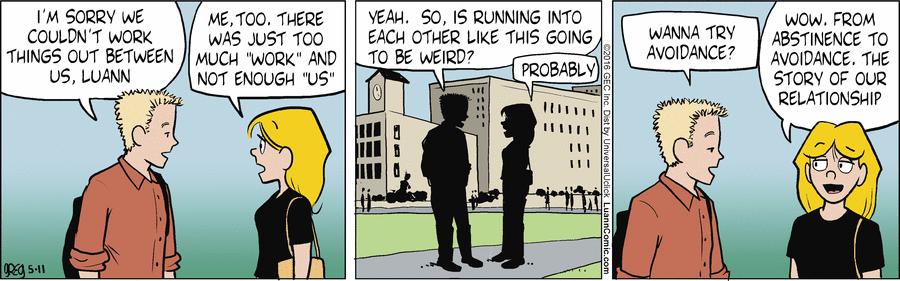 I'M SORRY WE
COULDN'T WORK
THINGS OUT BETWEEN
US, LUANN
ME, TOO. THERE
WAS JUST TOO
MUCH "WORK" AND
NOT ENOUGH "US"
GREG 5-11
YEAH. SO, IS RUNNING INTO
EACH OTHER LIKE THIS GOING
TO BE WEIRD?
PROBABLY
©2016 GEC Inc. Dist by UniversalUclick LuannComic.com
WANNA TRY
AVOIDANCE?
WOW. FROM
ABSTINENCE TO
AVOIDANCE. THE
STORY OF OUR
RELATIONSHIP